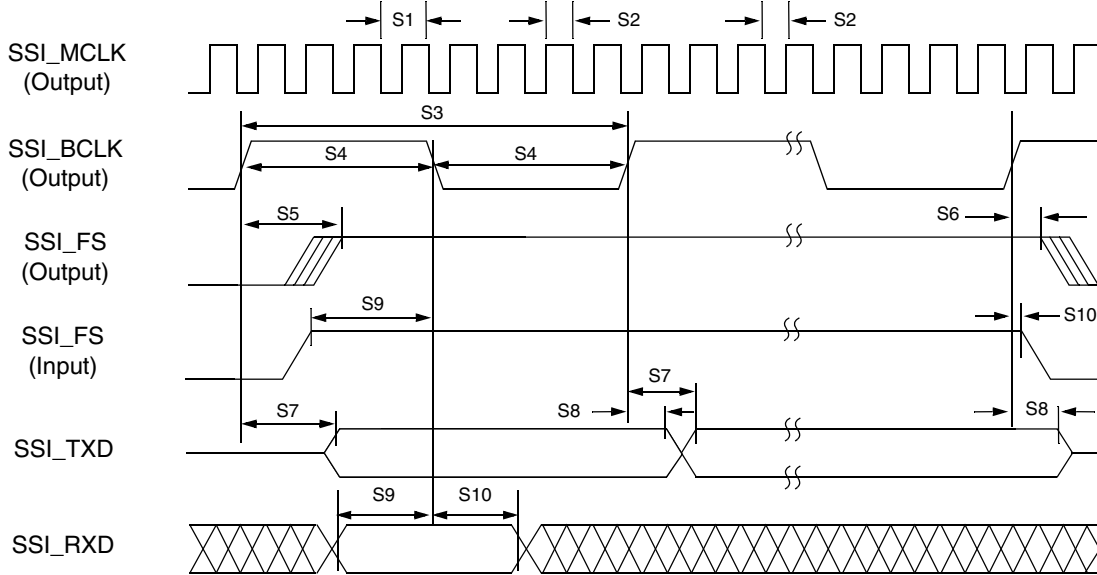 S1
S2
S2
SSI_MCLK
(Output)
S3
SSI_BCLK
(Output)
S4
S4
S5
S6
SSI_FS
(Output)
S9
S10
SSI_FS
(Input)
S7
S7
S8
S8
SSI_TXD
S9
S10
SSI_RXD